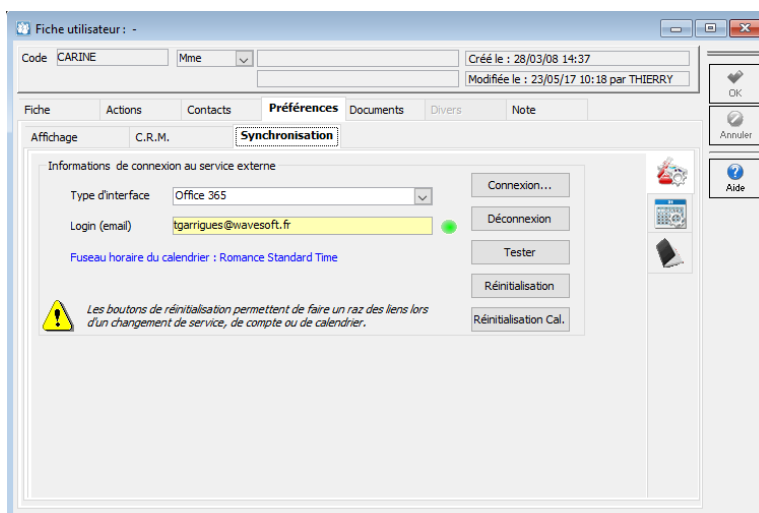 Fiche utilisateur : -
Code CARINE Mme Créé le : 28/03/08 14:37
Modifiée le : 23/05/17 10:18 par THIERRY
OK
Fiche Actions Contacts Préférences Documents Divers Note
Affichage C.R.M. Synchronisation
Annuler
Informations de connexion au service externe
Aide
Type d'interface Office 365 Connexion...
Login (email) tgarrigues@wavesoft.fr Déconnexion
Fuseau horaire du calendrier : Romance Standard Time Tester
Réinitialisation
Les boutons de réinitialisation permettent de faire un raz des liens lors
d'un changement de service, de compte ou de calendrier.
Réinitialisation Cal.